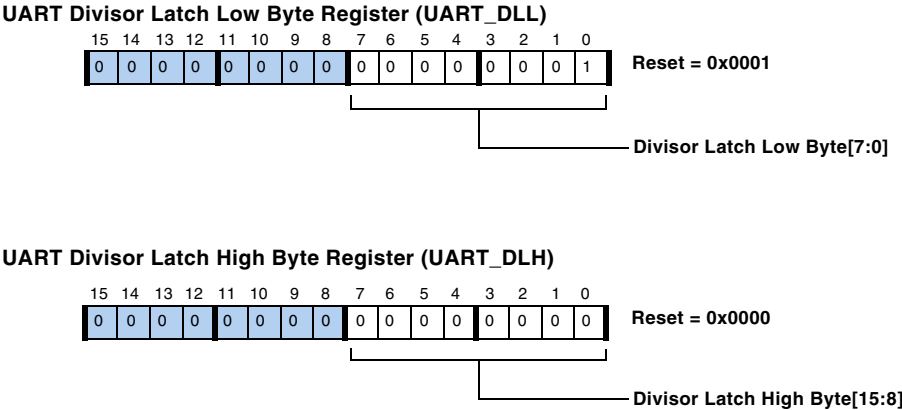 UART Divisor Latch Low Byte Register (UART_DLL)
15 14 13 12 11 10 9 8 7 6 5 4 3 2 1 0
0 0 0 0 0 0 0 0 0 0 0 0 0 0 0 1 Reset = 0x0001
Divisor Latch Low Byte[7:0]
UART Divisor Latch High Byte Register (UART_DLH)
15 14 13 12 11 10 9 8 7 6 5 4 3 2 1 0
0 0 0 0 0 0 0 0 0 0 0 0 0 0 0 0 Reset = 0x0000
Divisor Latch High Byte[15:8]